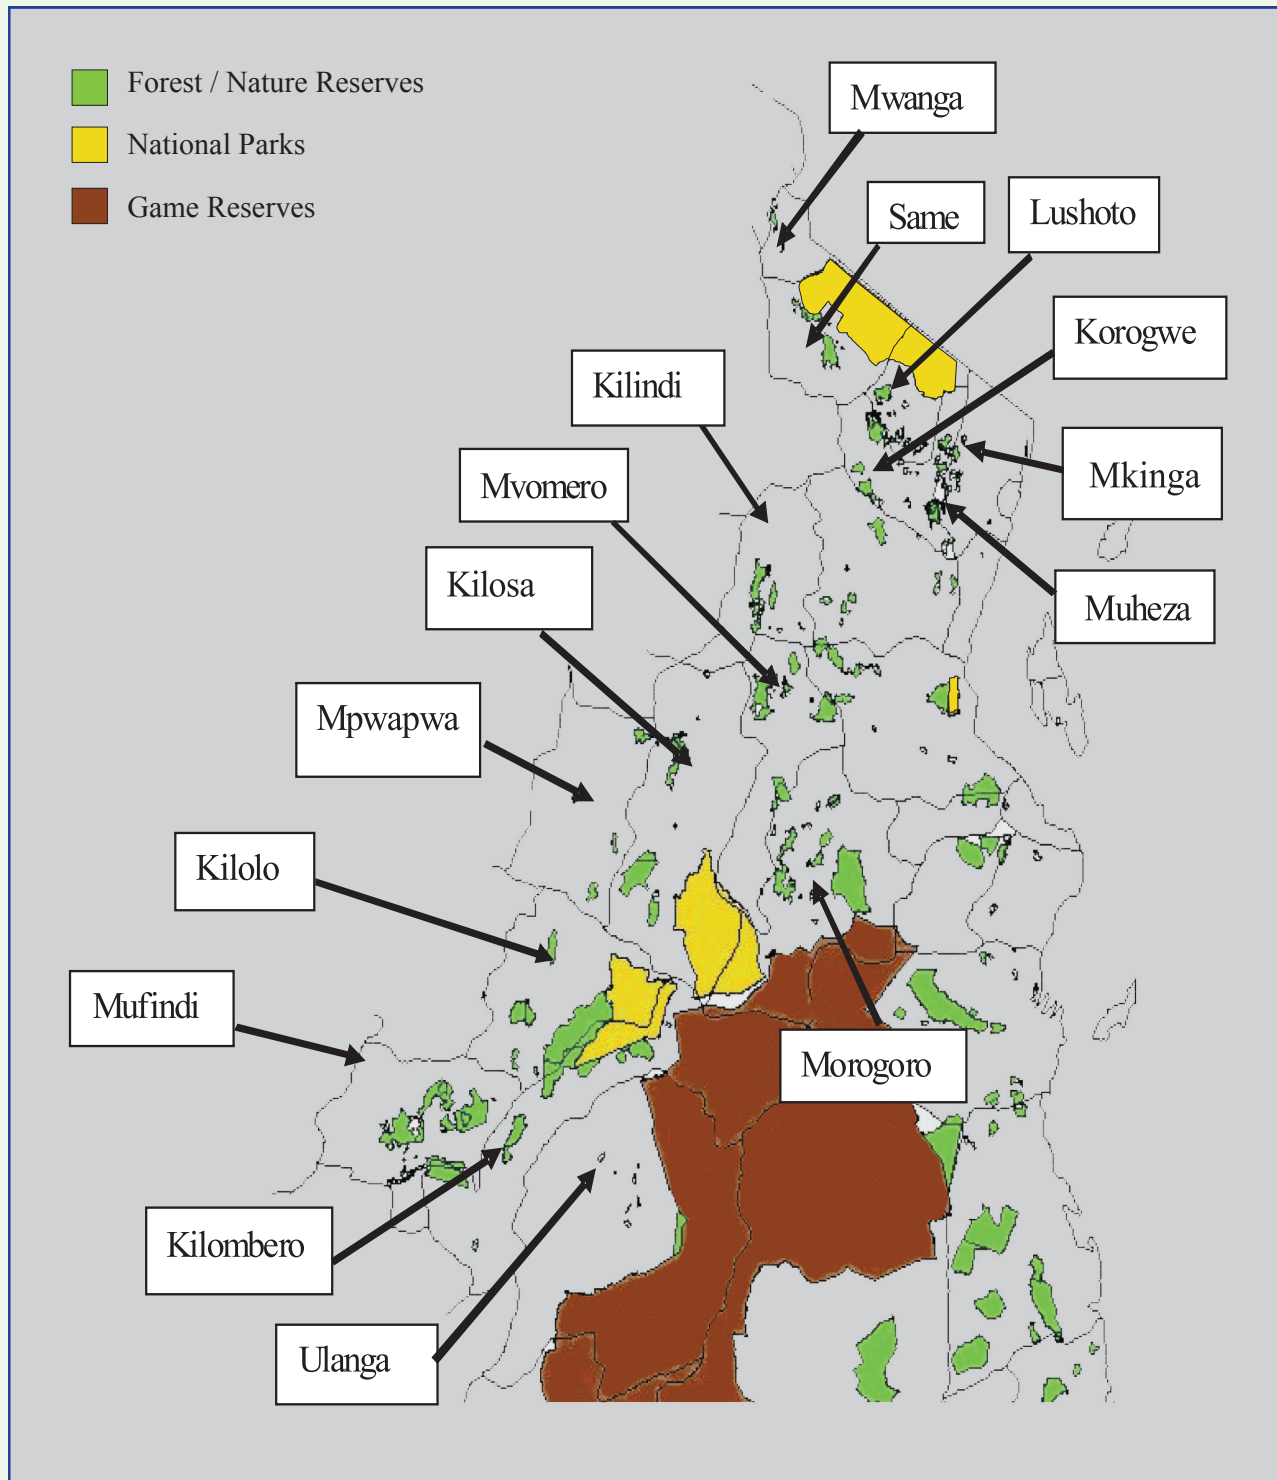 Forest / Nature Reserves
National Parks
Game Reserves
Mwanga
Same
Lushoto
Korogwe
Kilindi
Mkinga
Mvomero
Kilosa
Muheza
Mpwapwa
Kilolo
Mufindi
Morogoro
Kilombero
Ulanga